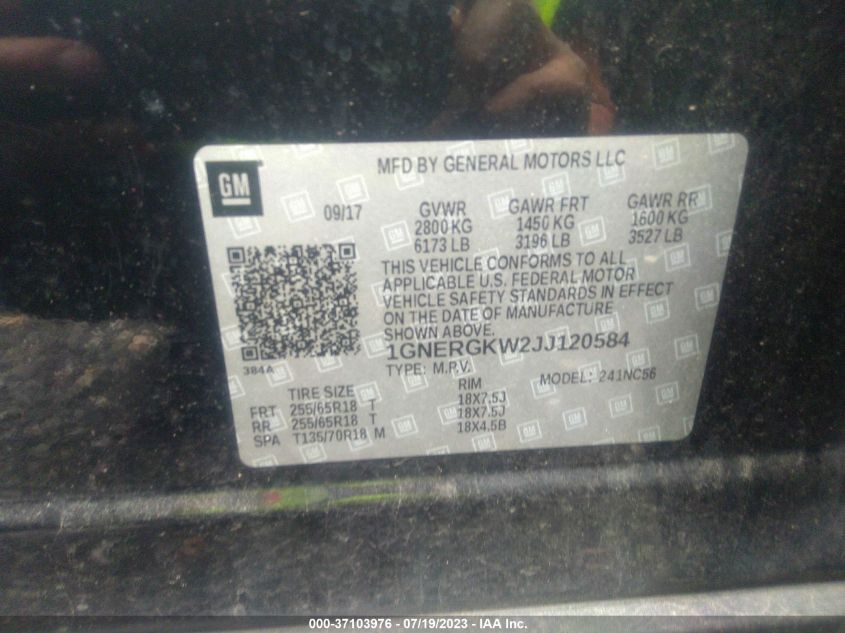 MFD BY GENERAL MOTORS LLC
GM
09/17
GVWR GAWR FRT GAWR RR
2800 KG 1450 KG 1600 KG
6173 LB 3196 LB 3527 LB
THIS VEHICLE CONFORMS TO ALL
APPLICABLE U.S. FEDERAL MOTOR
VEHICLE SAFETY STANDARDS IN EFFECT
ON THE DATE OF MANUFACTURE
SHOWN ABOVE.
1GNERGKW2JJ120584
384A
TYPE: M.P.V. MODEL: 241NC56
TIRE SIZE RIM
FRT 255/65R18 T 18X7.5J
RR 255/65R18 T 18X7.5J
SPA T135/70R18 M 18X4.5B
000-37103976 - 07/19/2023 - IAA Inc.